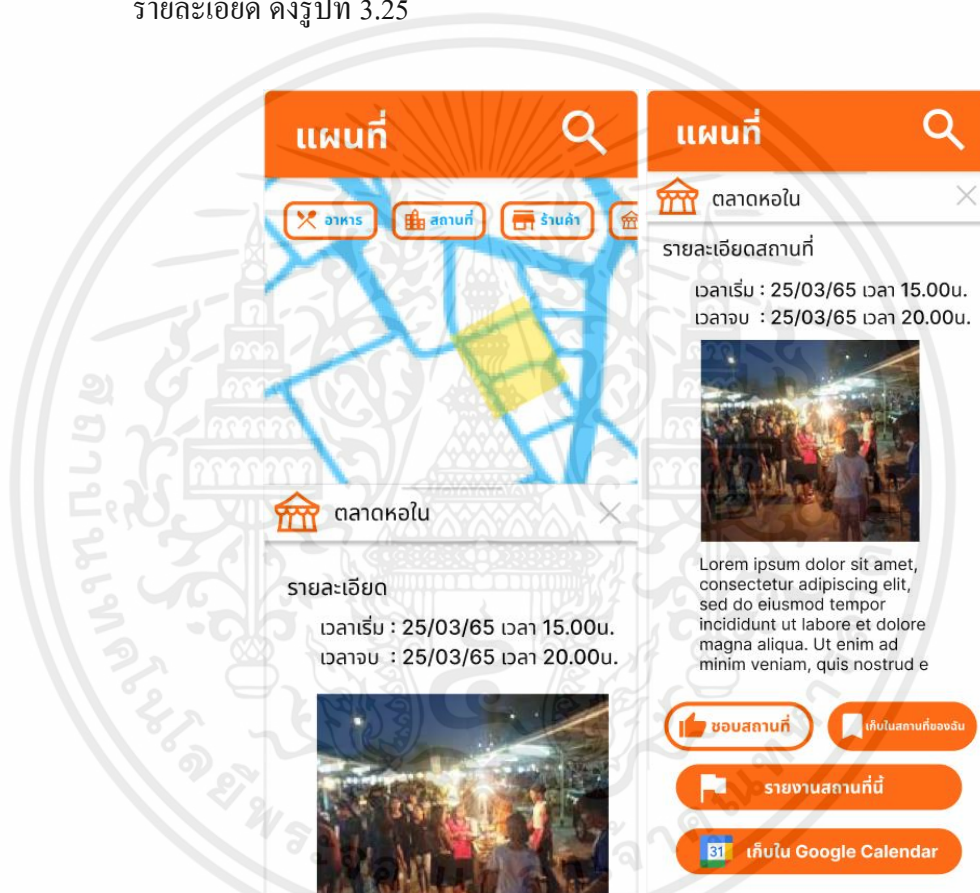 รายละเอียด ดังรูปที่ 3.25
แผนที่
อาหาร
สถานที่
ร้านค้า
ตลาดหอใน
รายละเอียด
เวลาเริ่ม : 25/03/65 เวลา 15.00น.
เวลาจบ : 25/03/65 เวลา 20.00น.
แผนที่
ตลาดหอใน
รายละเอียดสถานที่
เวลาเริ่ม : 25/03/65 เวลา 15.00น.
เวลาจบ : 25/03/65 เวลา 20.00น.
Lorem ipsum dolor sit amet,
consectetur adipiscing elit,
sed do eiusmod tempor
incididunt ut labore et dolore
magna aliqua. Ut enim ad
minim veniam, quis nostrud e
ชอบสถานที่
เก็บในสถานที่ของฉัน
รายงานสถานที่นี้
31
เก็บใน Google Calendar